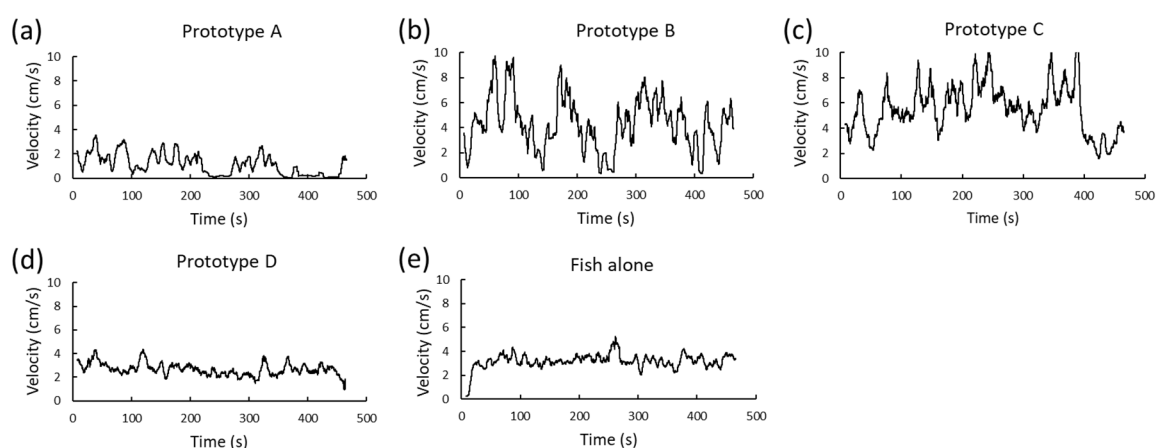 (a)
Prototype A
Velocity (cm/s)
10
8
6
4
2
0
0 100 200 300 400 500
Time (s)
(b)
Prototype B
Velocity (cm/s)
10
8
6
4
2
0
0 100 200 300 400 500
Time (s)
(c)
Prototype C
Velocity (cm/s)
10
8
6
4
2
0
0 100 200 300 400 500
Time (s)
(d)
Prototype D
Velocity (cm/s)
10
8
6
4
2
0
0 100 200 300 400 500
Time (s)
(e)
Fish alone
Velocity (cm/s)
10
8
6
4
2
0
0 100 200 300 400 500
Time (s)